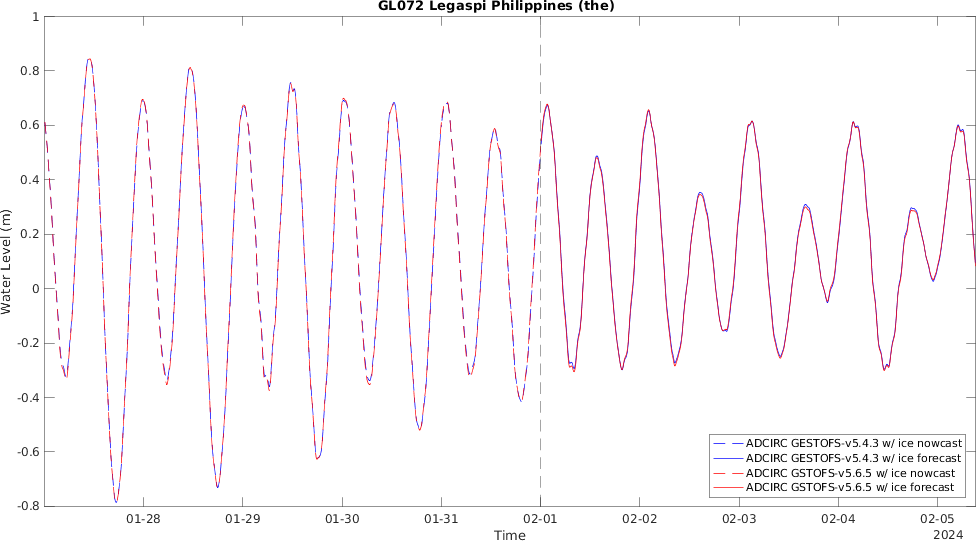 GL072 Legaspi Philippines (the)
1
0.8
0.6
0.4
0.2
0
-0.2
-0.4
-0.6
-0.8
Water Level (m)
01-28
01-29
01-30
01-31
02-01
02-02
02-03
02-04
02-05
Time
2024
ADCIRC GESTOFS-v5.4.3 w/ ice nowcast
ADCIRC GESTOFS-v5.4.3 w/ ice forecast
ADCIRC GSTOFS-v5.6.5 w/ ice nowcast
ADCIRC GSTOFS-v5.6.5 w/ ice forecast